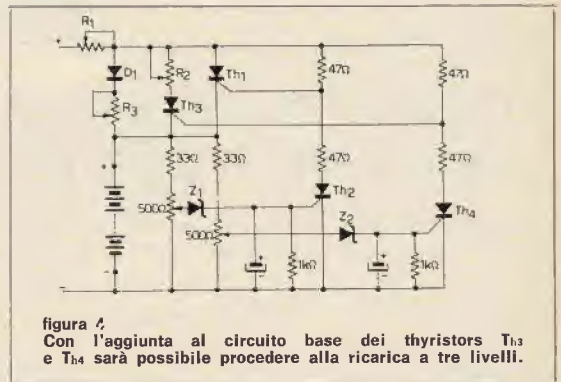 R1
D1
R2
Th1
47Ω
47Ω
R3
Th3
33Ω
33Ω
47Ω
47Ω
500Ω
Z1
Th2
Th4
500Ω
Z2
1kΩ
1kΩ
+
-
+
+
-
figura 4
Con l'aggiunta al circuito base dei thyristors Th3
e Th4 sarà possibile procedere alla ricarica a tre livelli.